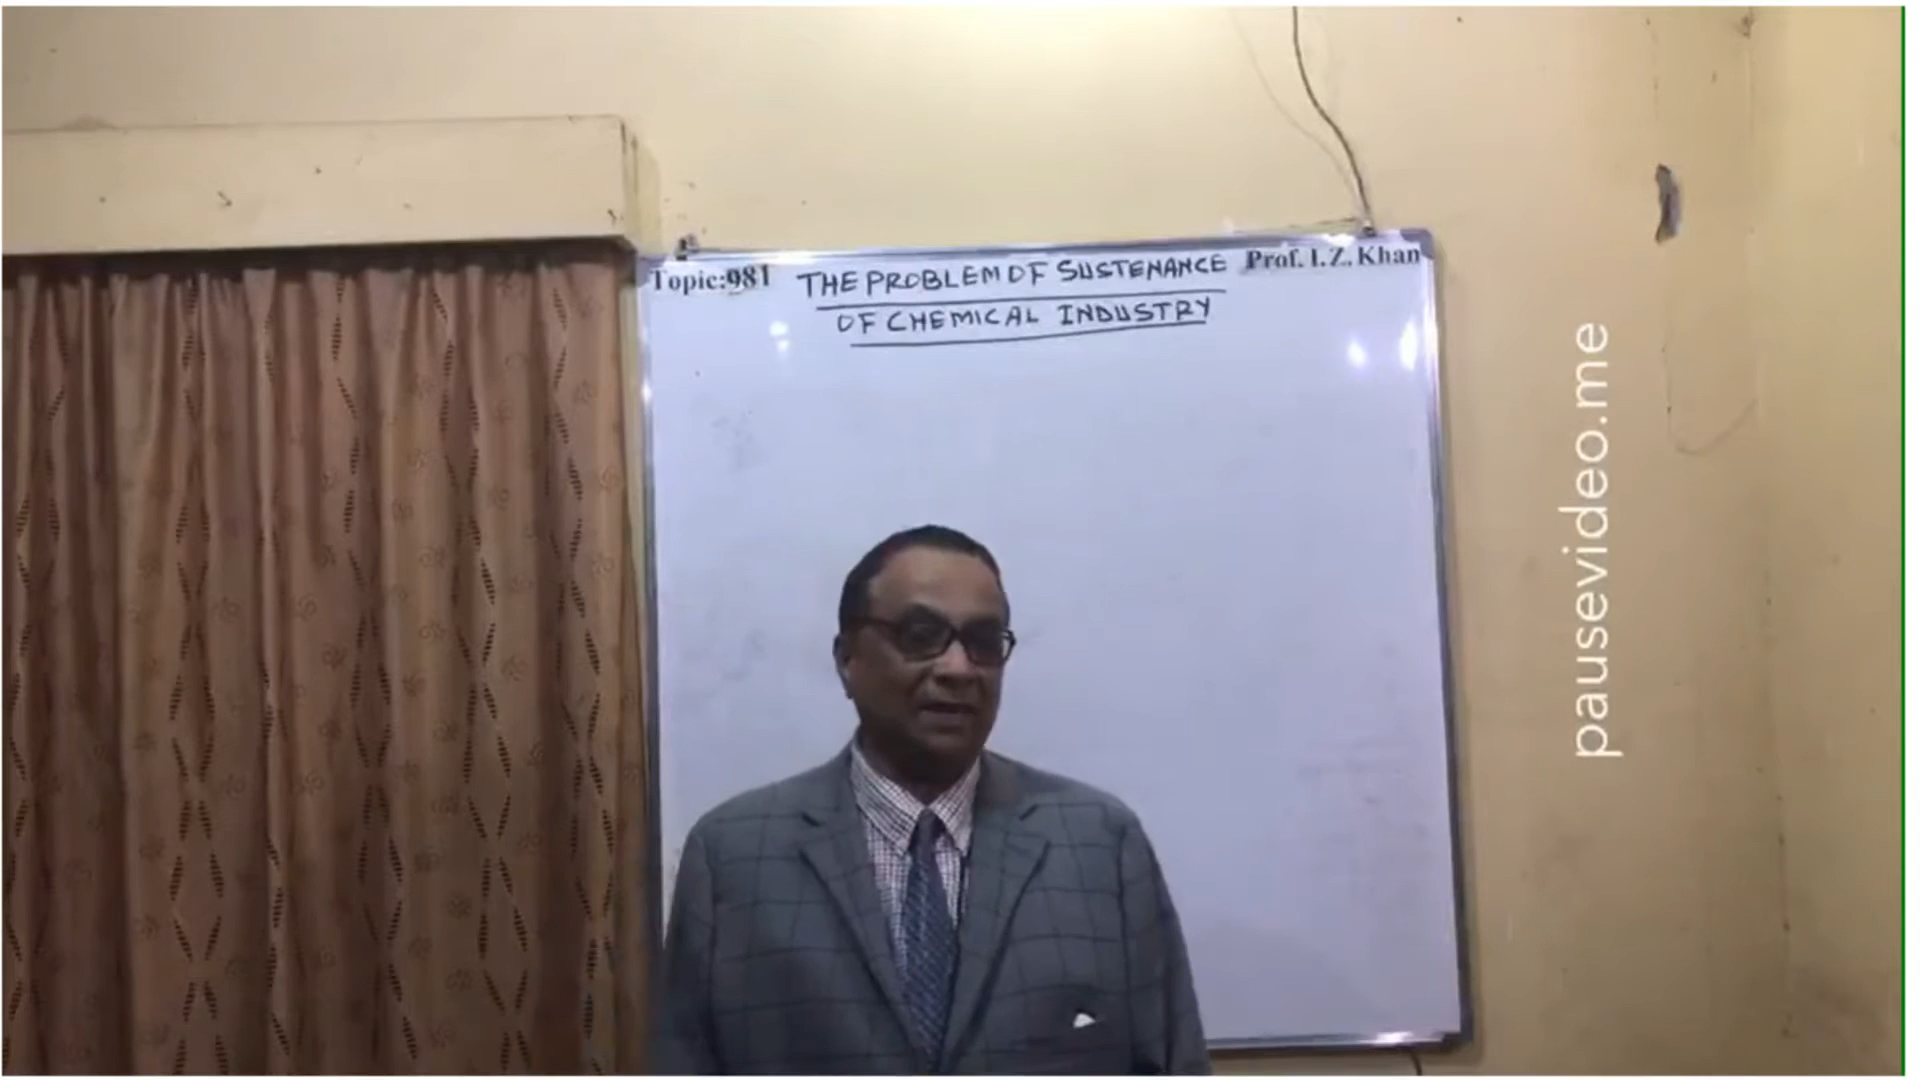 Topic:981 THE PROBLEM OF SUSTENANCE Prof. I.Z. Khan
OF CHEMICAL INDUSTRY
pausevideo.me